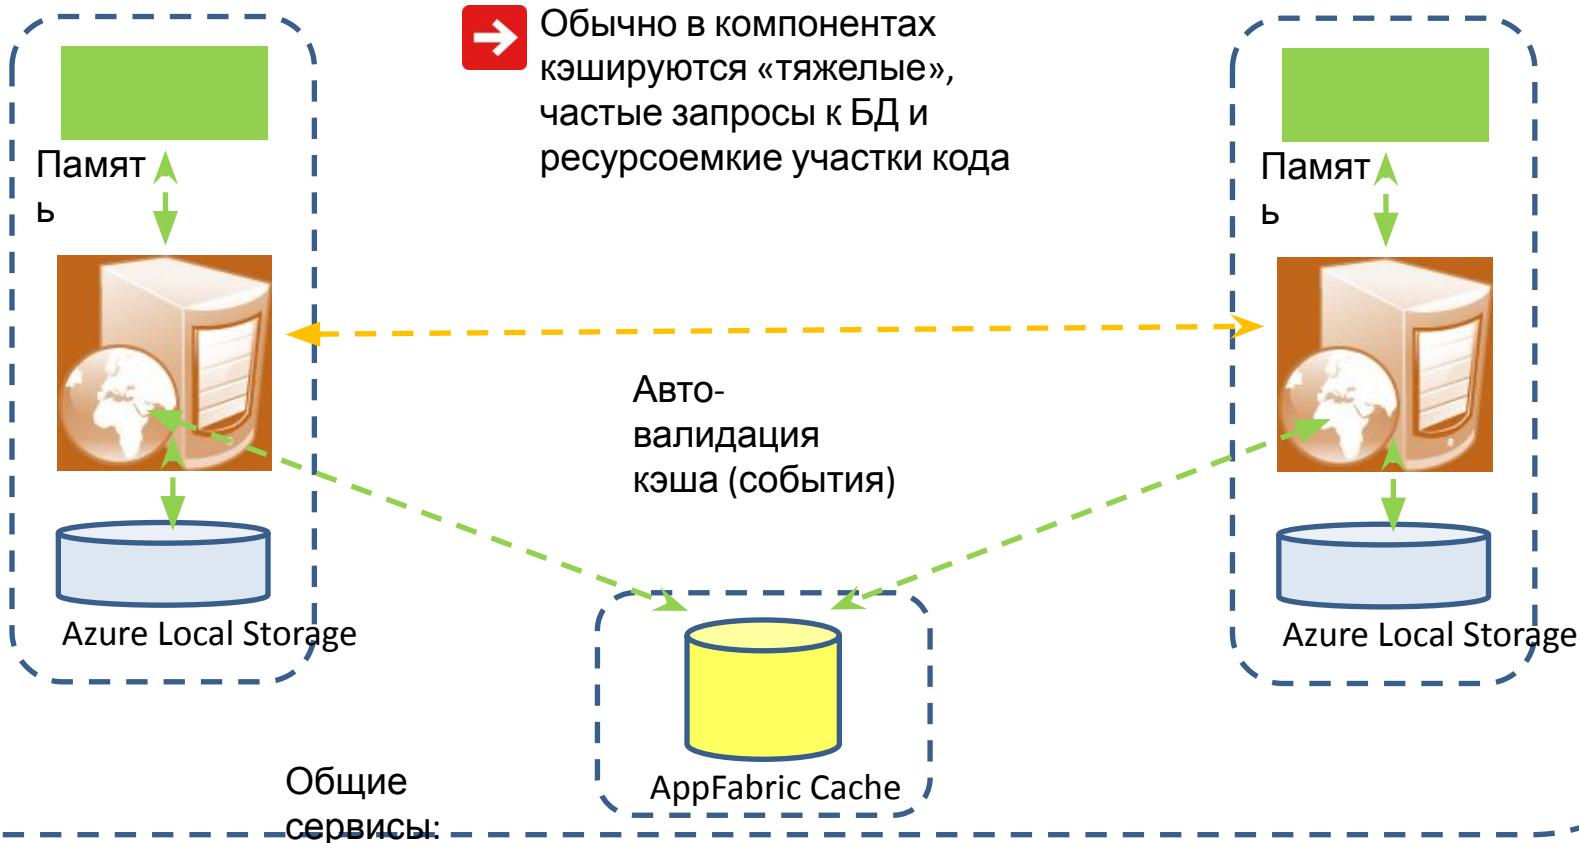 Обычно в компонентах
кэшируются «тяжелые»,
частые запросы к БД и
ресурсоемкие участки кода
Памят
ь
Памят
ь
Авто-
валидация
кэша (события)
Azure Local Storage
Azure Local Storage
AppFabric Cache
Общие
сервисы: